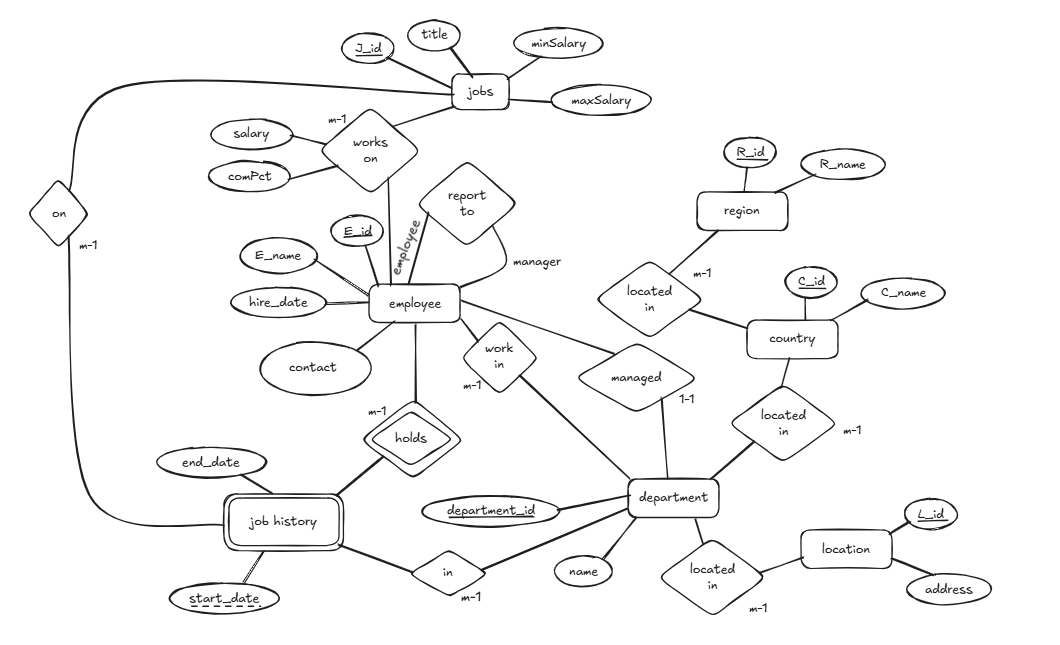 title
J_id
minSalary
jobs
maxSalary
m-1
salary
works
on
comPct
R_id
R_name
report
to
region
on
E_id
employee
m-1
E_name
manager
m-1
C_id
C_name
located
in
hire_date
employee
country
work
in
contact
managed
m-1
1-1
m-1
located
in
m-1
holds
end_date
department
department_id
L_id
job history
location
in
name
located
in
address
start_date
m-1
m-1